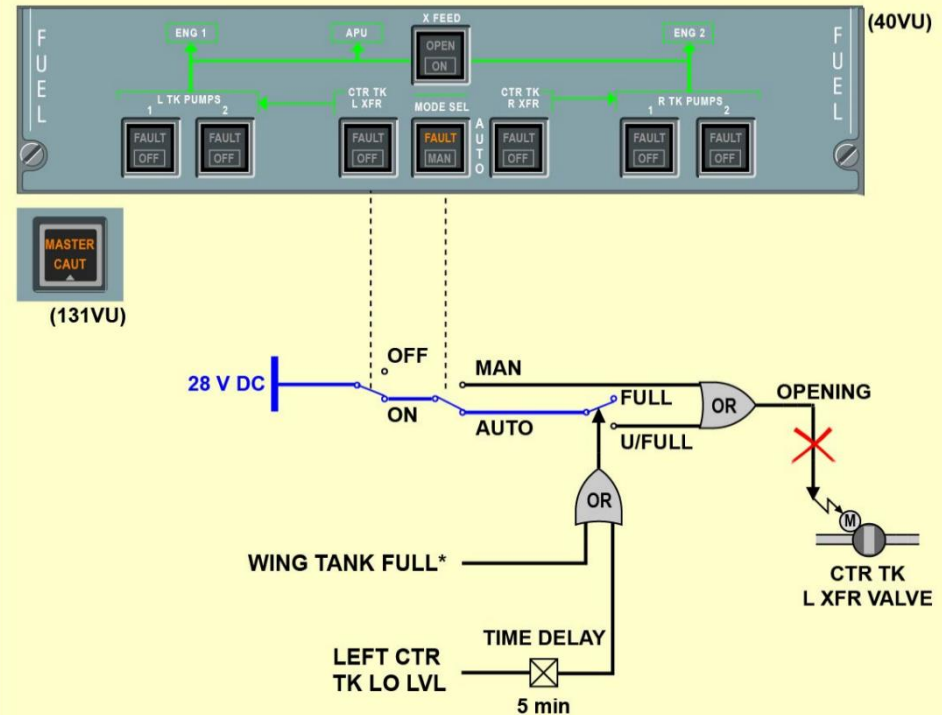 (40VU)
FUEL
X FEED
FUEL
ENG 1
APU
OPEN
ON
ENG 2
L TK PUMPS
1
2
CTR TK
L XFR
MODE SEL
CTR TK
R XFR
R TK PUMPS
1
2
FAULT
OFF
FAULT
OFF
FAULT
OFF
FAULT
MAN
AUTO
FAULT
OFF
FAULT
OFF
FAULT
OFF
MASTER
CAUT
(131VU)
28 V DC
OFF
ON
MAN
AUTO
FULL
U/FULL
OR
OPENING
OR
M
CTR TK
L XFR VALVE
WING TANK FULL*
TIME DELAY
LEFT CTR
TK LO LVL
5 min